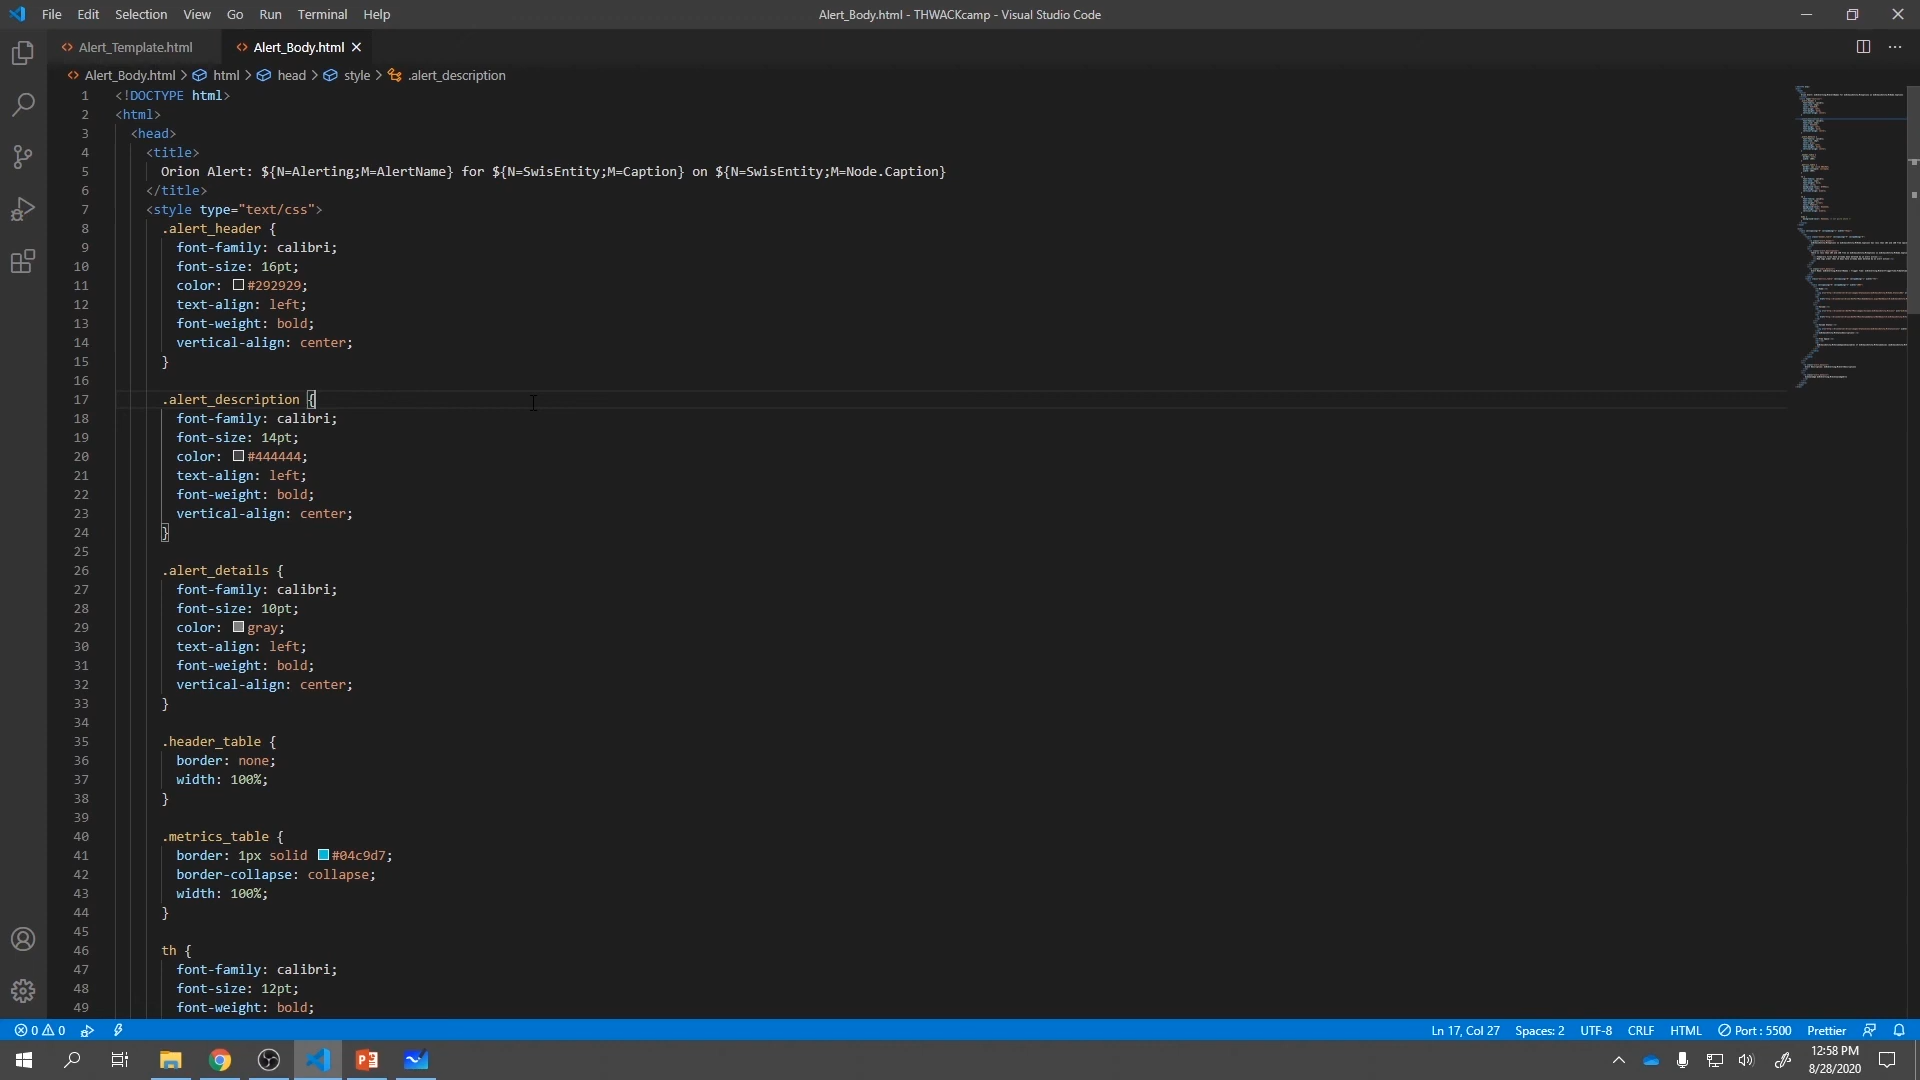 File Edit Selection View Go Run Terminal Help
Alert_Body.html - THWACKcamp - Visual Studio Code
Alert_Template.html
Alert_Body.html
Alert_Body.html > html > head > style > .alert_description
1 <!DOCTYPE html>
2 <html>
3 <head>
4 <title>
5 Orion Alert: ${N=Alerting;M=AlertName} for ${N=SwisEntity;M=Caption} on ${N=SwisEntity;M=Node.Caption}
6 </title>
7 <style type="text/css">
8 .alert_header {
9 font-family: calibri;
10 font-size: 16pt;
11 color: #292929;
12 text-align: left;
13 font-weight: bold;
14 vertical-align: center;
15 }
16
17 .alert_description {
18 font-family: calibri;
19 font-size: 14pt;
20 color: #444444;
21 text-align: left;
22 font-weight: bold;
23 vertical-align: center;
24 }
25
26 .alert_details {
27 font-family: calibri;
28 font-size: 10pt;
29 color: gray;
30 text-align: left;
31 font-weight: bold;
32 vertical-align: center;
33 }
34
35 .header_table {
36 border: none;
37 width: 100%;
38 }
39
40 .metrics_table {
41 border: 1px solid #04c9d7;
42 border-collapse: collapse;
43 width: 100%;
44 }
45
46 th {
47 font-family: calibri;
48 font-size: 12pt;
49 font-weight: bold;
0 0
Ln 17, Col 27 Spaces: 2 UTF-8 CRLF HTML Port : 5500 Prettier
12:58 PM
8/28/2020